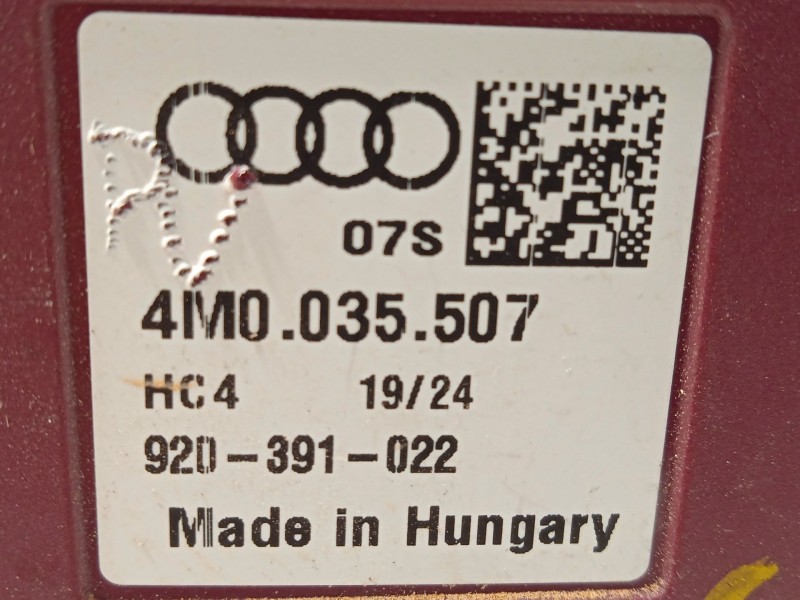 07S
4M0.035.507
HC4 19/24
920-391-022
Made in Hungary